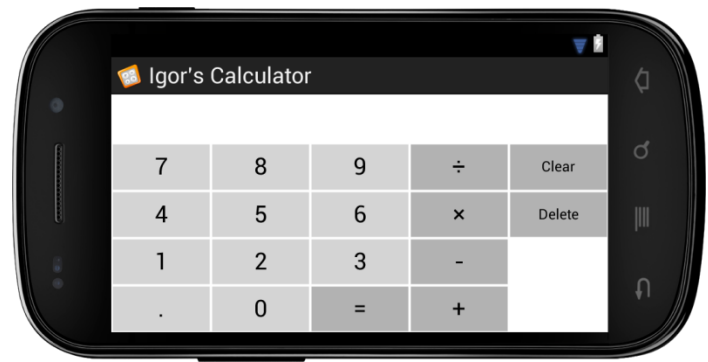 Igor's Calculator
7 8 9 ÷ Clear
4 5 6 × Delete
1 2 3 -
. 0 = +